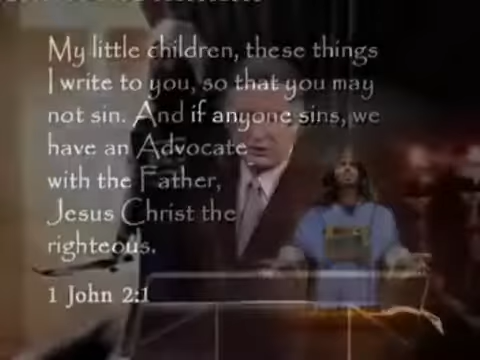 My little children, these things
I write to you, so that you may
not sin. And if anyone sins, we
have an Advocate
with the Father,
Jesus Christ the
righteous.
1 John 2:1